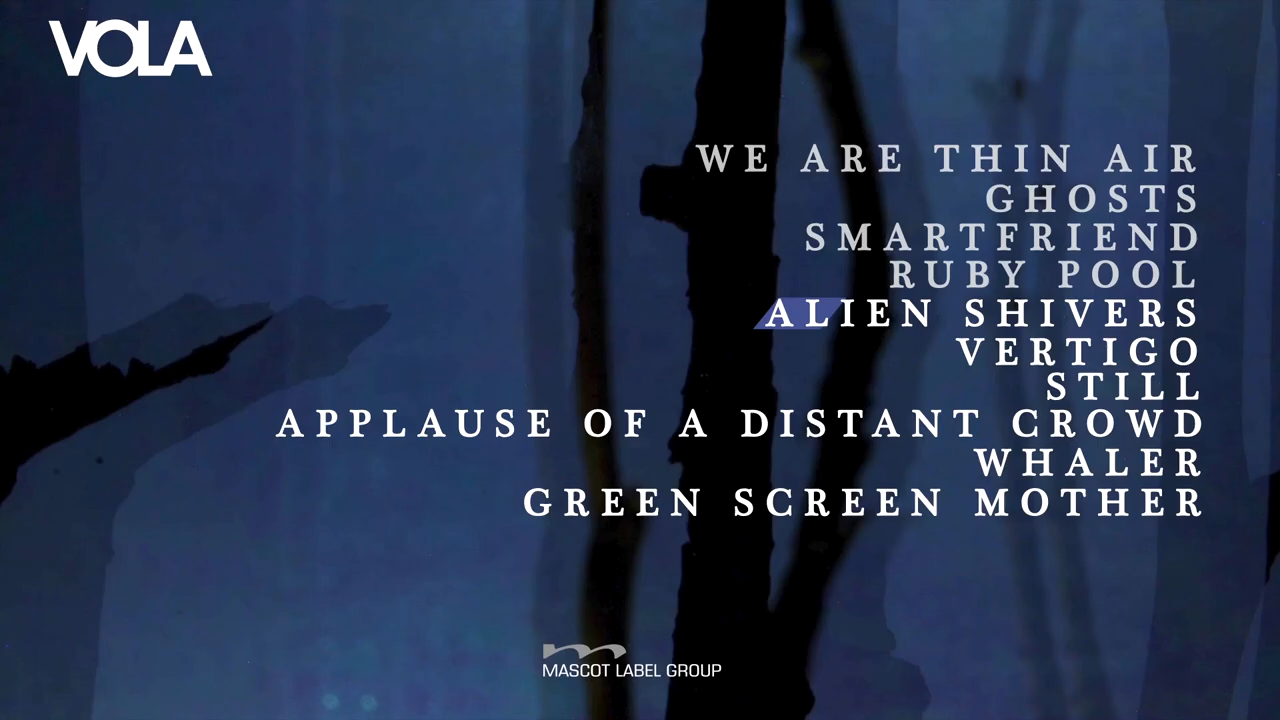 VOLA
WE ARE THIN AIR
GHOSTS
SMARTFRIEND
RUBY POOL
ALIEN SHIVERS
VERTIGO
STILL
APPLAUSE OF A DISTANT CROWD
WHALER
GREEN SCREEN MOTHER
MASCOT LABEL GROUP